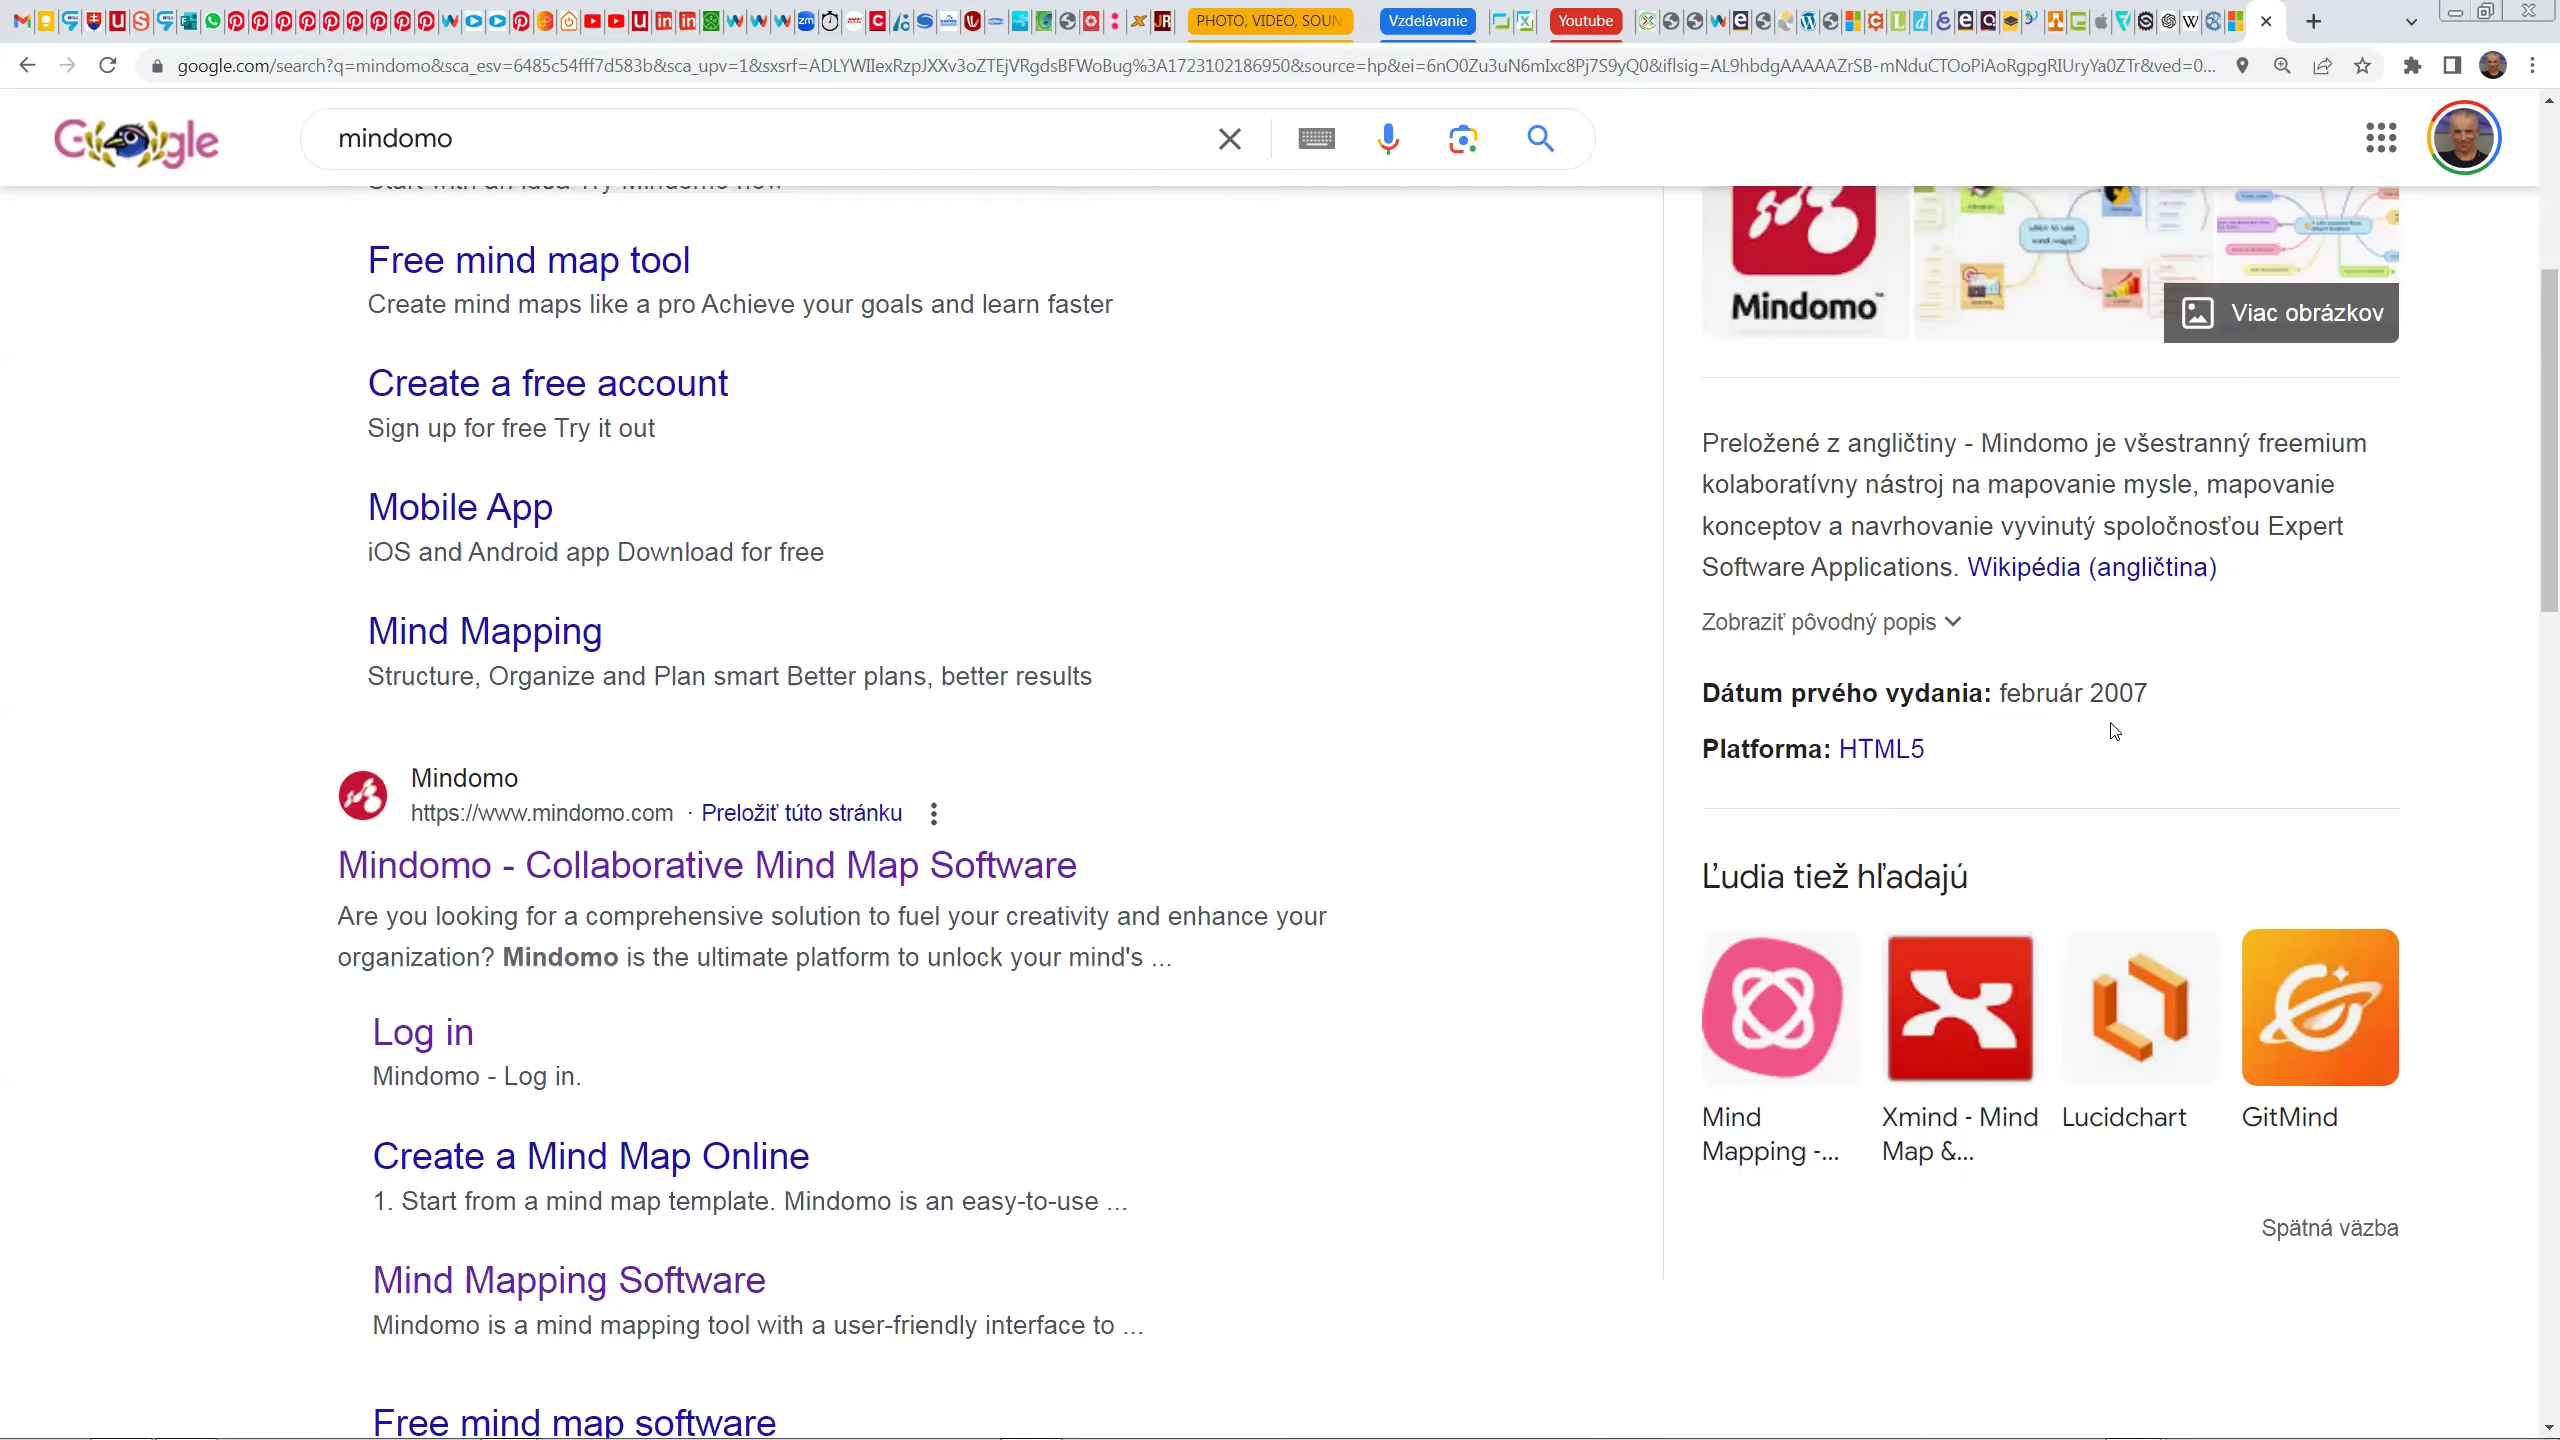 PHOTO, VIDEO, SOUN
Vzdelávanie
Youtube
google.com/search?q=mindomo&sca_esv=6485c54fff7d583b&sca_upv=1&sxsrf=ADLYWIIexRzpJXXv3oZTEjVRgdsBFWoBug%3A1723102186950&source=hp&ei=6nO0Zu3uN6mIxc8Pj7S9yQ0&iflsig=AL9hbdgAAAAAZrSB-mNduCTOoPiAoRgpgRIUryYa0ZTr&ved=0...
Google
mindomo
Start with an idea Try Mindomo now
Free mind map tool
Create mind maps like a pro Achieve your goals and learn faster
Create a free account
Sign up for free Try it out
Mobile App
iOS and Android app Download for free
Mind Mapping
Structure, Organize and Plan smart Better plans, better results
Mindomo
https://www.mindomo.com · Preložiť túto stránku
Mindomo - Collaborative Mind Map Software
Are you looking for a comprehensive solution to fuel your creativity and enhance your
organization? Mindomo is the ultimate platform to unlock your mind's ...
Log in
Mindomo - Log in.
Create a Mind Map Online
1. Start from a mind map template. Mindomo is an easy-to-use ...
Mind Mapping Software
Mindomo is a mind mapping tool with a user-friendly interface to ...
Free mind map software
Mindomo™
Viac obrázkov
Preložené z angličtiny - Mindomo je všestranný freemium
kolaboratívny nástroj na mapovanie mysle, mapovanie
konceptov a navrhovanie vyvinutý spoločnosťou Expert
Software Applications. Wikipédia (angličtina)
Zobraziť pôvodný popis
Dátum prvého vydania: február 2007
Platforma: HTML5
Ľudia tiež hľadajú
Mind
Mapping -...
Xmind - Mind
Map &...
Lucidchart
GitMind
Spätná väzba